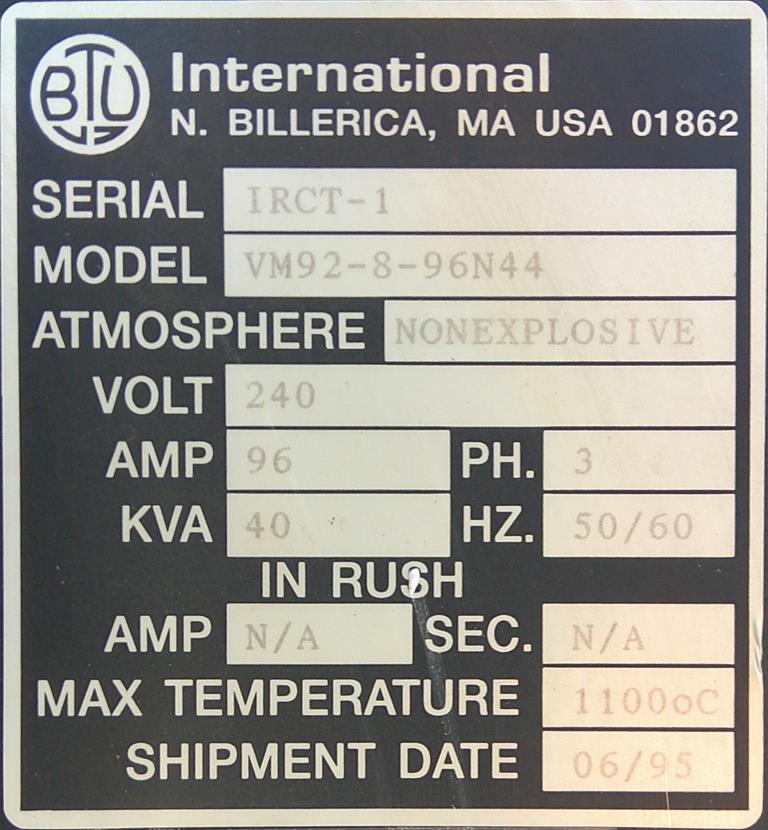 BTU International
N. BILLERICA, MA USA 01862
SERIAL IRCT-1
MODEL VM92-8-96N44
ATMOSPHERE NONEXPLOSIVE
VOLT 240
AMP 96 PH. 3
KVA 40 HZ. 50/60
IN RUSH
AMP N/A SEC. N/A
MAX TEMPERATURE 1100oC
SHIPMENT DATE 06/95